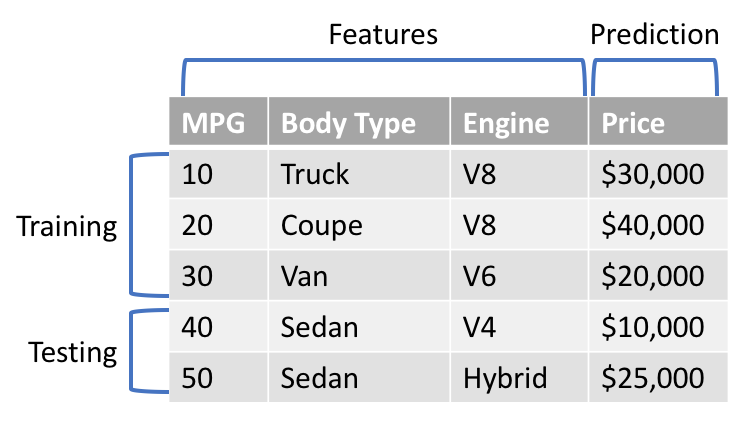 Features Prediction
MPG Body Type Engine Price
10 Truck V8 $30,000
Training
20 Coupe V8 $40,000
30 Van V6 $20,000
40 Sedan V4 $10,000
Testing
50 Sedan Hybrid $25,000